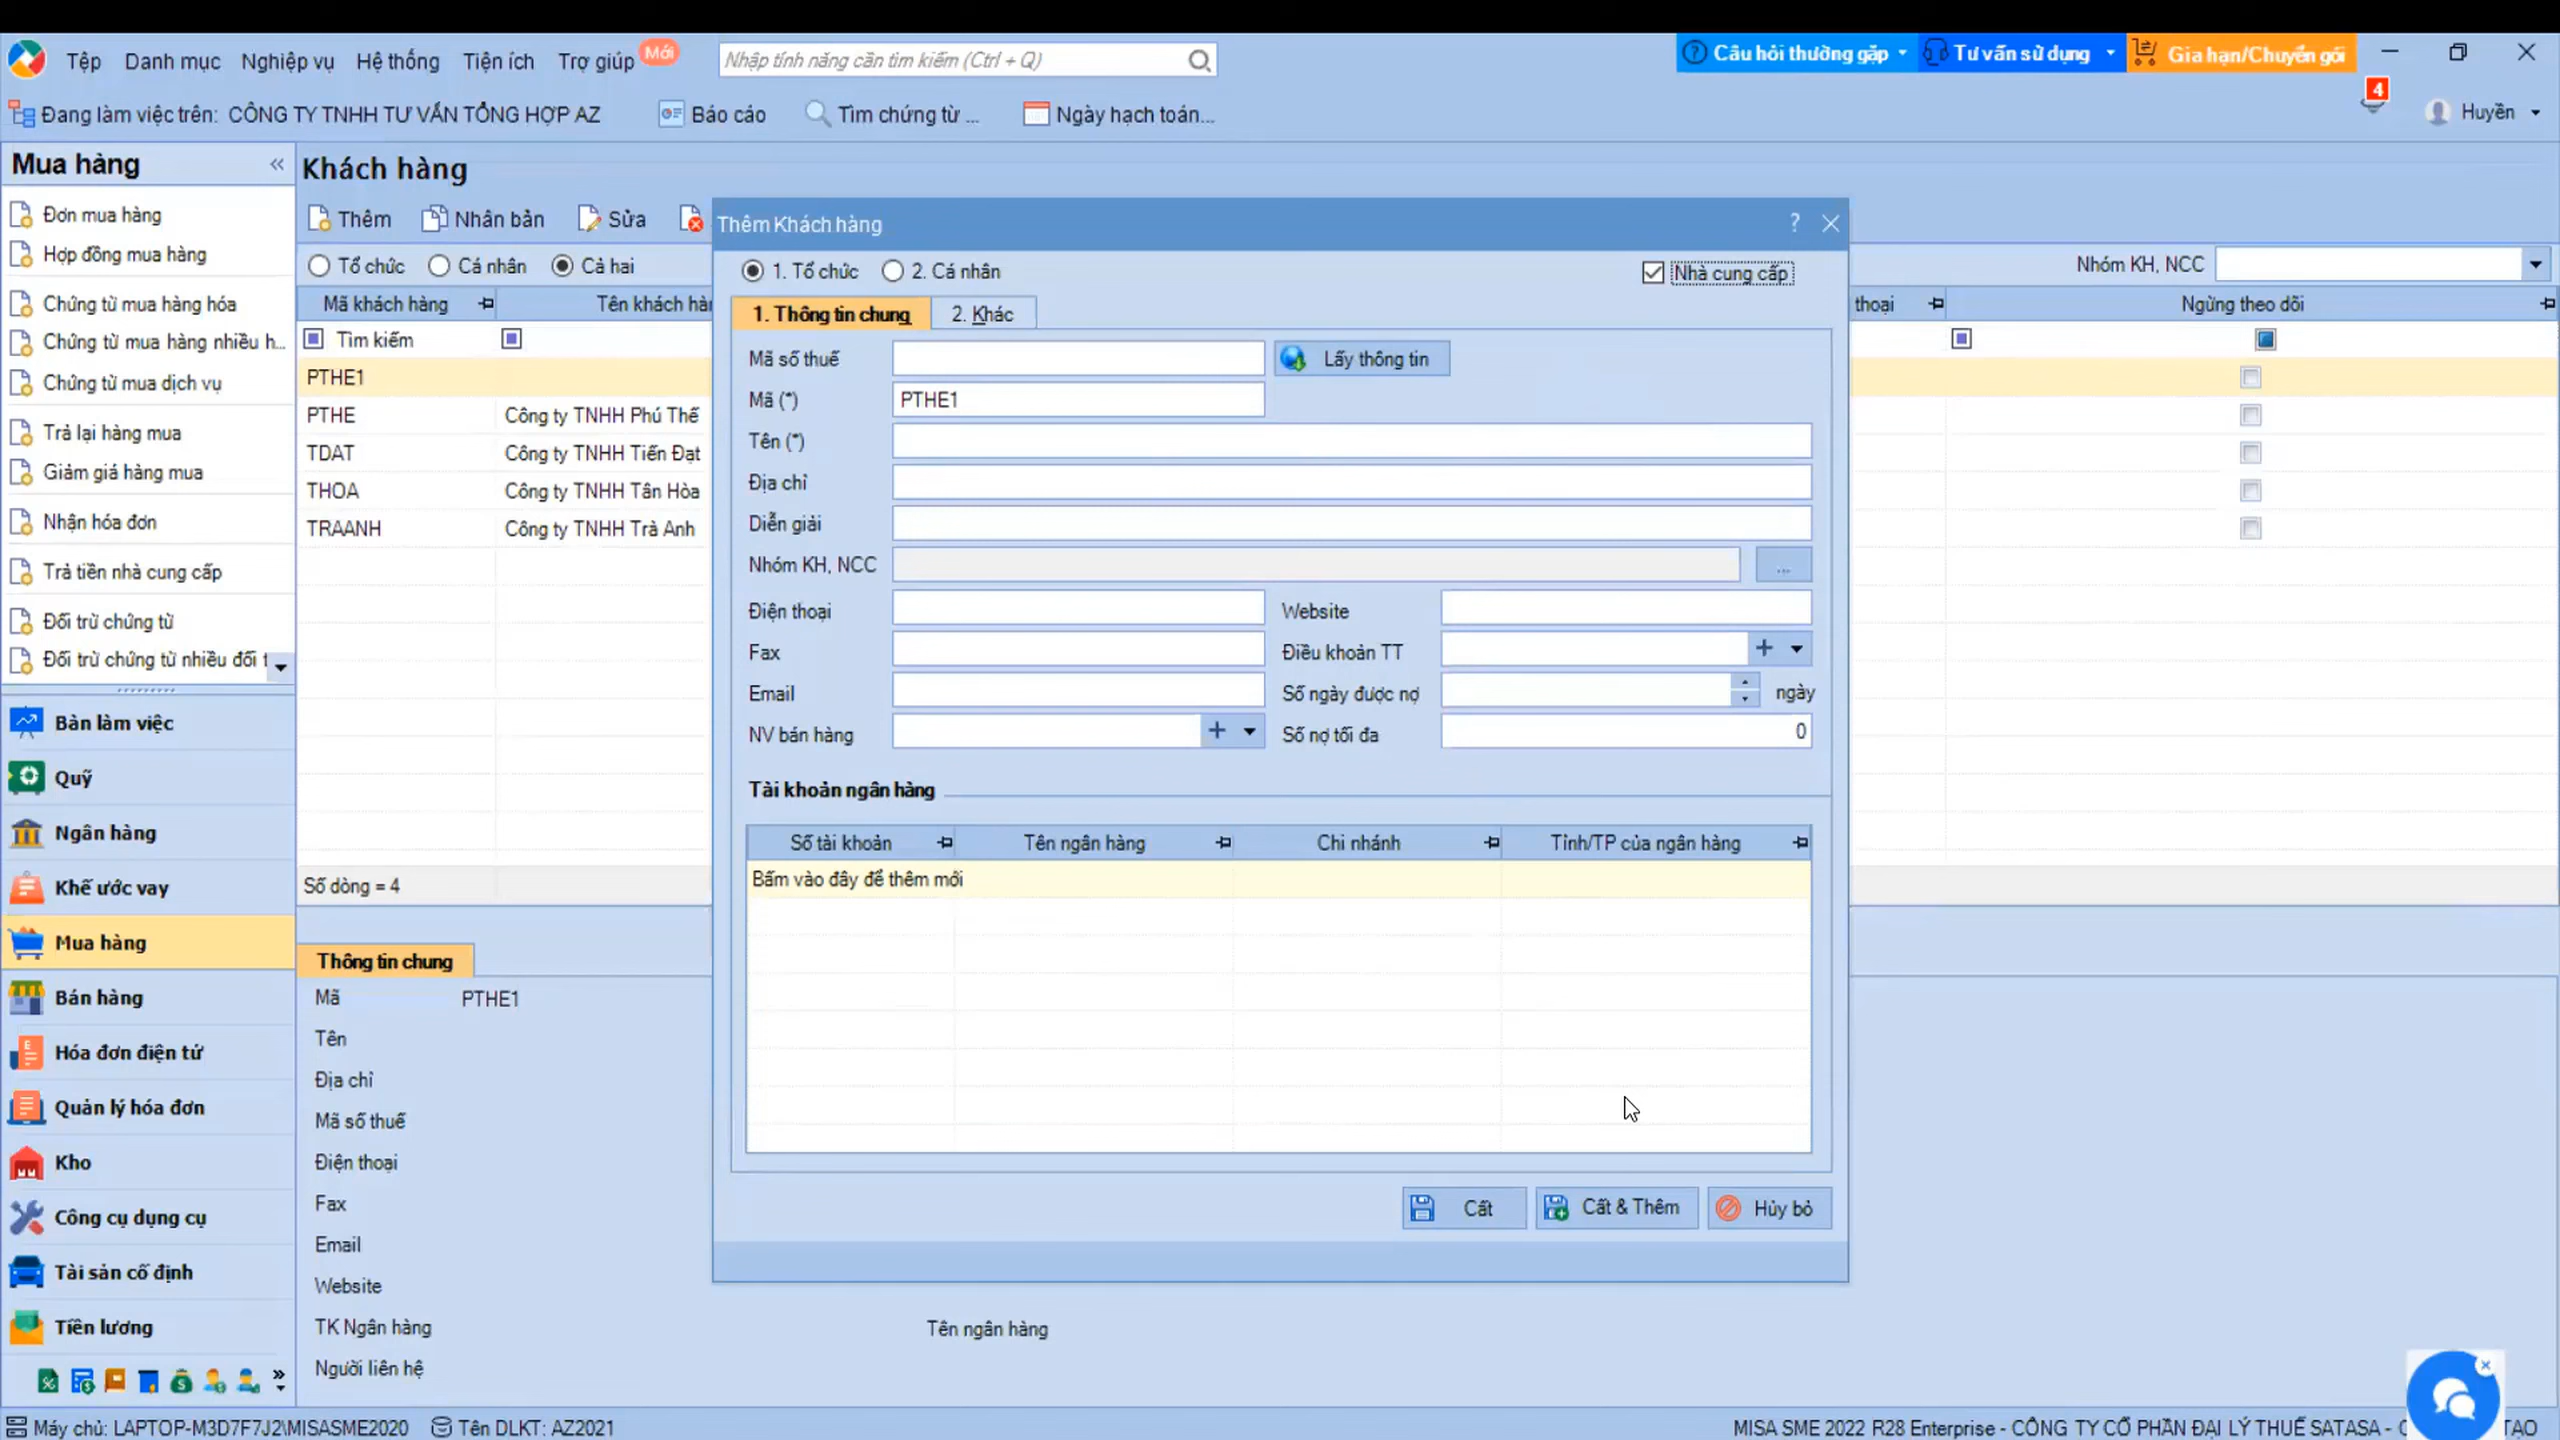 Tệp Danh mục Nghiệp vụ Hệ thống Tiện ích Trợ giúp Mới Nhập tính năng cần tìm kiếm (Ctrl + Q) Câu hỏi thường gặp Tư vấn sử dụng Gia hạn/Chuyển gói
Đang làm việc trên: CÔNG TY TNHH TƯ VẤN TỔNG HỢP AZ Báo cáo Tìm chứng từ ... Ngày hạch toán... 4 Huyền
Mua hàng «
Đơn mua hàng
Hợp đồng mua hàng
Chứng từ mua hàng hóa
Chứng từ mua hàng nhiều h...
Chứng từ mua dịch vụ
Trả lại hàng mua
Giảm giá hàng mua
Nhận hóa đơn
Trả tiền nhà cung cấp
Đối trừ chứng từ
Đối trừ chứng từ nhiều đối t
Bàn làm việc
Quỹ
Ngân hàng
Khế ước vay
Mua hàng
Bán hàng
Hóa đơn điện tử
Quản lý hóa đơn
Kho
Công cụ dụng cụ
Tài sản cố định
Tiền lương
Khách hàng
Thêm Nhân bản Sửa
Tổ chức Cá nhân Cả hai Nhóm KH, NCC
Mã khách hàng Tên khách hàn thoại Ngừng theo dõi
Tìm kiếm
PTHE1
PTHE Công ty TNHH Phú Thế
TDAT Công ty TNHH Tiến Đạt
THOA Công ty TNHH Tân Hòa
TRAANH Công ty TNHH Trà Anh
Số dòng = 4
Thông tin chung
Mã PTHE1
Tên
Địa chỉ
Mã số thuế
Điện thoại
Fax
Email
Website
TK Ngân hàng Tên ngân hàng
Người liên hệ
Thêm Khách hàng ?
1. Tổ chức 2. Cá nhân Nhà cung cấp
1. Thông tin chung 2. Khác
Mã số thuế Lấy thông tin
Mã (*) PTHE1
Tên (*)
Địa chỉ
Diễn giải
Nhóm KH, NCC ...
Điện thoại Website
Fax Điều khoản TT
Email Số ngày được nợ ngày
NV bán hàng Số nợ tối đa 0
Tài khoản ngân hàng
Số tài khoản Tên ngân hàng Chi nhánh Tỉnh/TP của ngân hàng
Bấm vào đây để thêm mới
Cất Cất & Thêm Hủy bỏ
Máy chủ: LAPTOP-M3D7F7J2\MISASME2020 Tên DLKT: AZ2021 MISA SME 2022 R28 Enterprise - CÔNG TY CỔ PHẦN ĐẠI LÝ THUẾ SATASA - TẠO